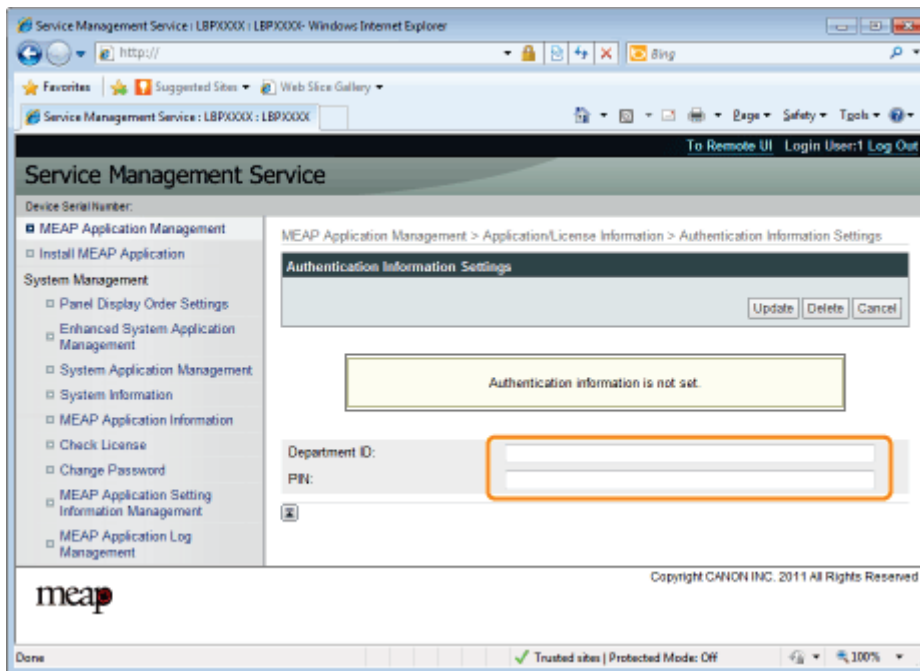 Service Management Service : LBPXXXX : LBPXXXX- Windows Internet Explorer
http://
Bing
Favorites Suggested Sites Web Slice Gallery
Service Management Service : LBPXXXX : LBPXXXX
Page Safety Tools
To Remote UI Login User:1 Log Out
Service Management Service
Device Serial Number:
MEAP Application Management
Install MEAP Application
System Management
Panel Display Order Settings
Enhanced System Application
Management
System Application Management
System Information
MEAP Application Information
Check License
Change Password
MEAP Application Setting
Information Management
MEAP Application Log
Management
MEAP Application Management > Application/License Information > Authentication Information Settings
Authentication Information Settings
Update Delete Cancel
Authentication information is not set.
Department ID:
PIN:
Copyright CANON INC. 2011 All Rights Reserved
meap
Done Trusted sites | Protected Mode: Off 100%